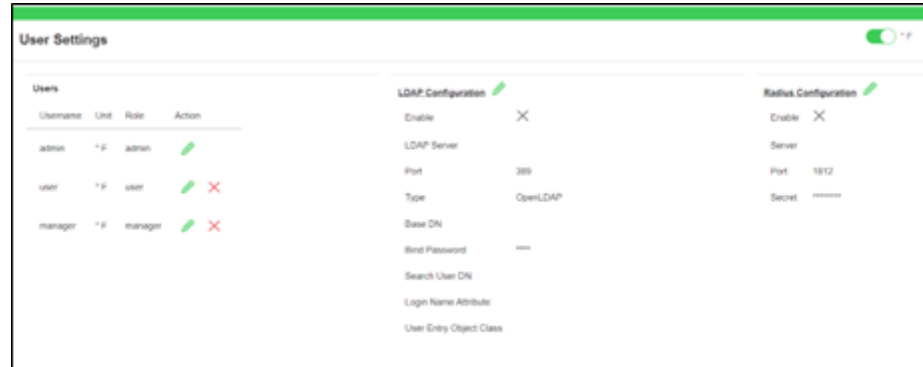 User Settings
° F
Users
Username Unit Role Action
admin ° F admin
user ° F user
manager ° F manager
LDAP Configuration
Enable
LDAP Server
Port 389
Type OpenLDAP
Base DN
Bind Password ****
Search User DN
Login Name Attribute
User Entry Object Class
Radius Configuration
Enable
Server
Port 1812
Secret ********